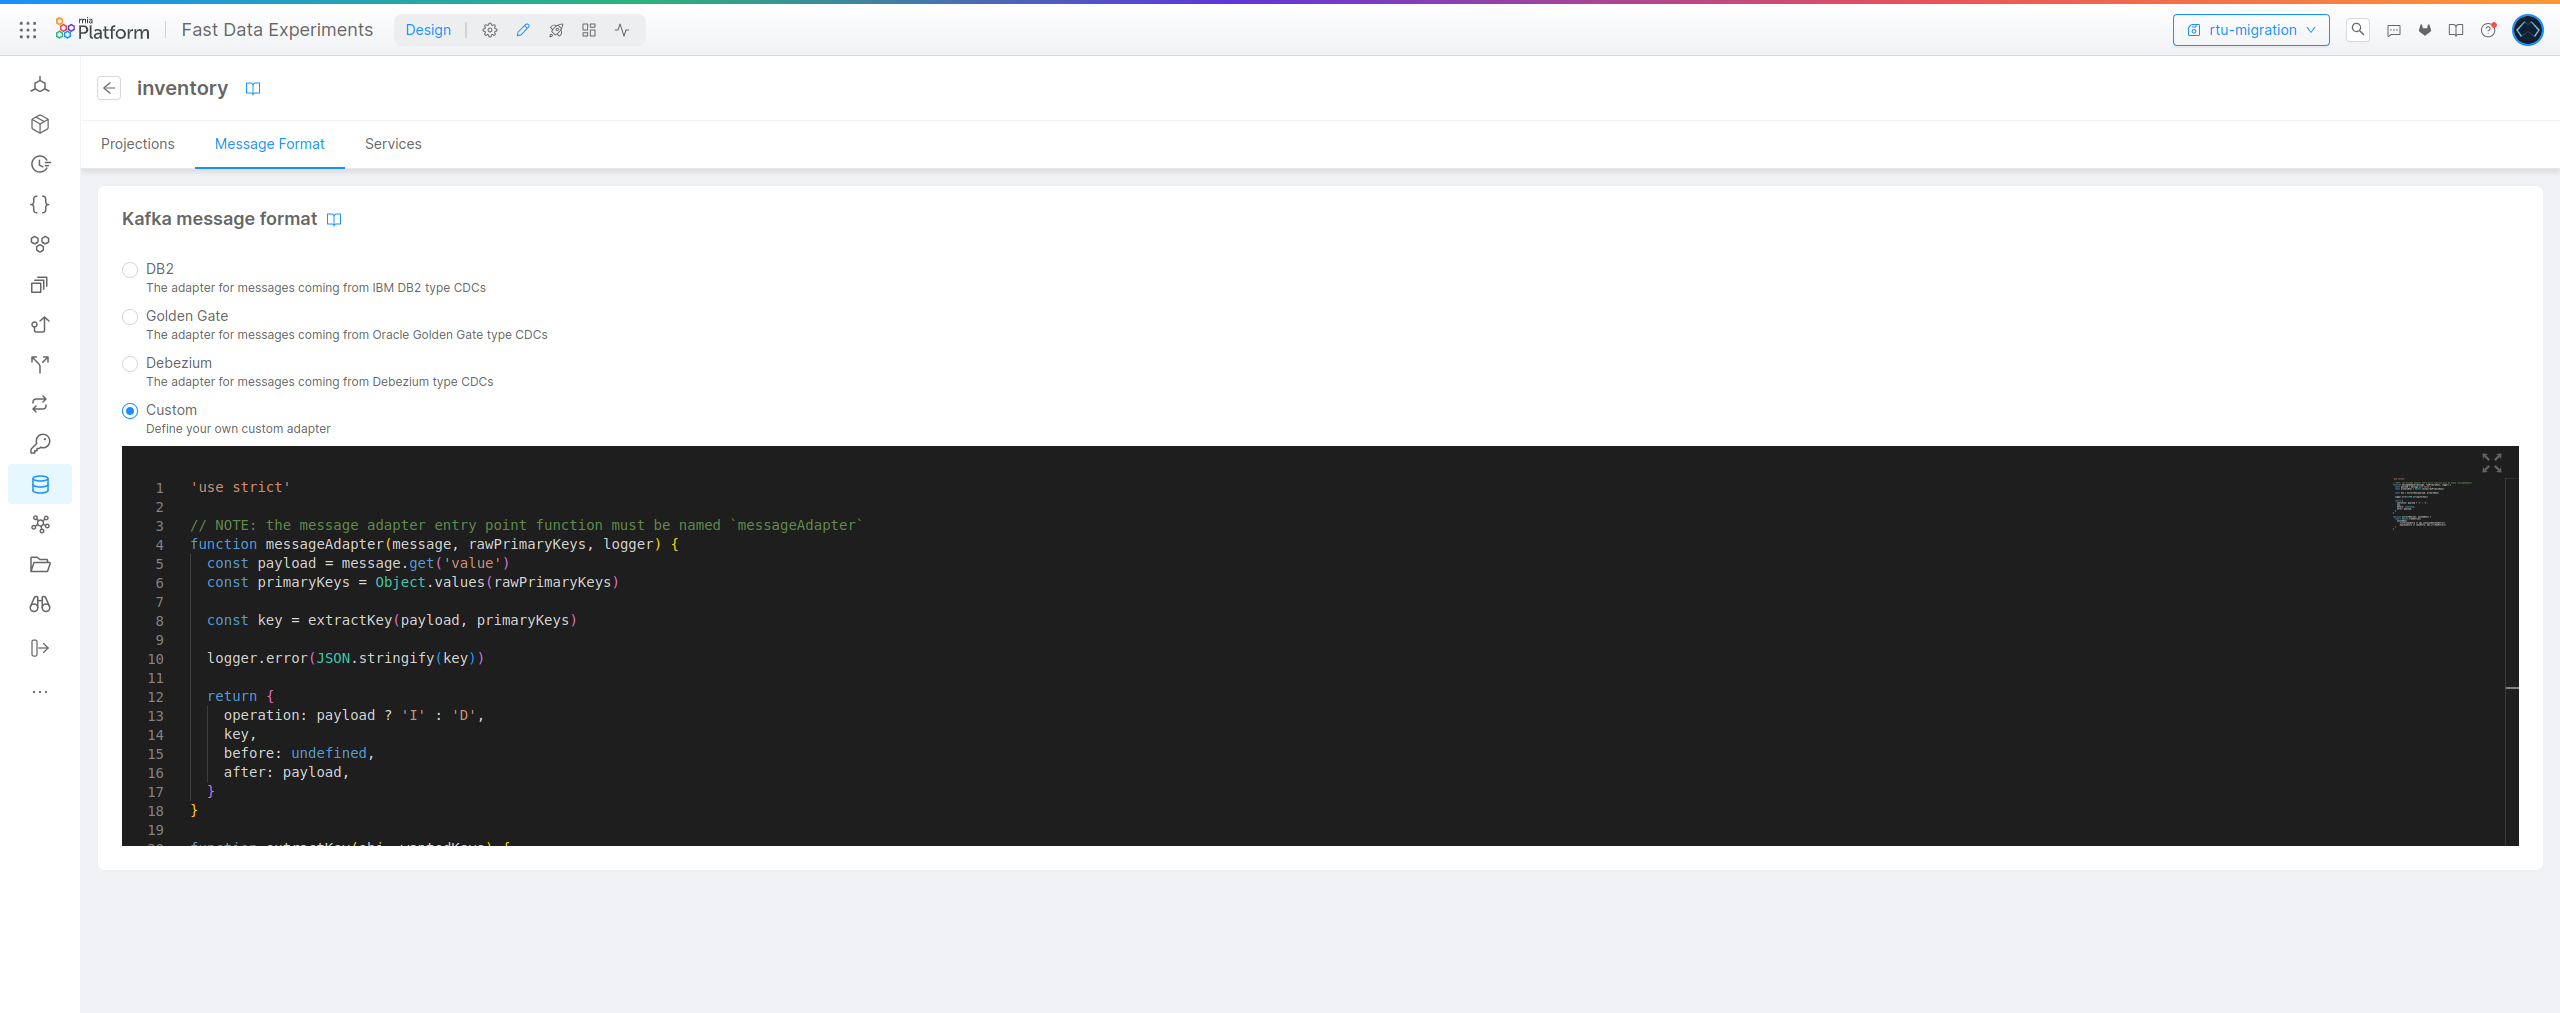 mia Platform Fast Data Experiments Design rtu-migration
inventory
Projections Message Format Services
Kafka message format
DB2
The adapter for messages coming from IBM DB2 type CDCs
Golden Gate
The adapter for messages coming from Oracle Golden Gate type CDCs
Debezium
The adapter for messages coming from Debezium type CDCs
Custom
Define your own custom adapter
1 'use strict'
2
3 // NOTE: the message adapter entry point function must be named `messageAdapter`
4 function messageAdapter(message, rawPrimaryKeys, logger) {
5 const payload = message.get('value')
6 const primaryKeys = Object.values(rawPrimaryKeys)
7
8 const key = extractKey(payload, primaryKeys)
9
10 logger.error(JSON.stringify(key))
11
12 return {
13 operation: payload ? 'I' : 'D',
14 key,
15 before: undefined,
16 after: payload,
17 }
18 }
19
20 function extractKey(obj, wantedKeys) {